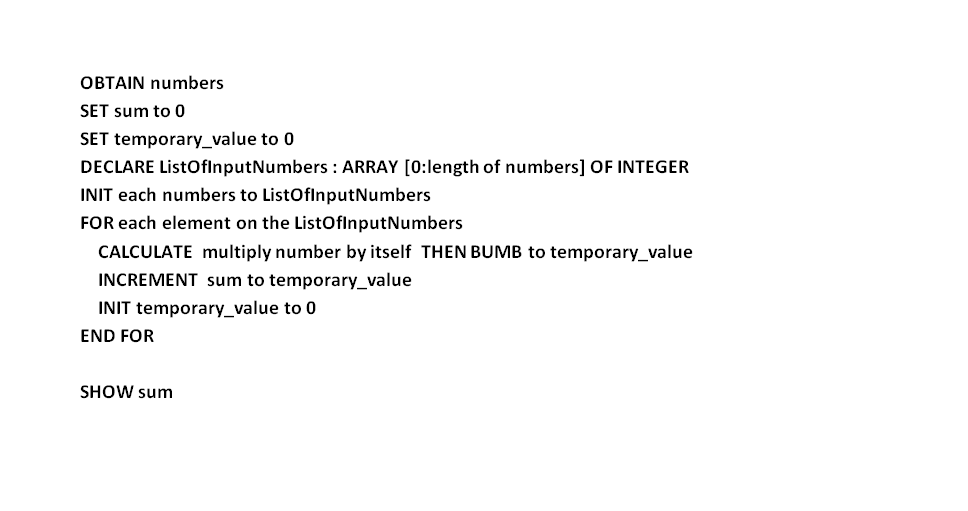 OBTAIN numbers
SET sum to 0
SET temporary_value to 0
DECLARE ListOfInputNumbers : ARRAY [0:length of numbers] OF INTEGER
INIT each numbers to ListOfInputNumbers
FOR each element on the ListOfInputNumbers
CALCULATE multiply number by itself THEN BUMB to temporary_value
INCREMENT sum to temporary_value
INIT temporary_value to 0
END FOR
SHOW sum